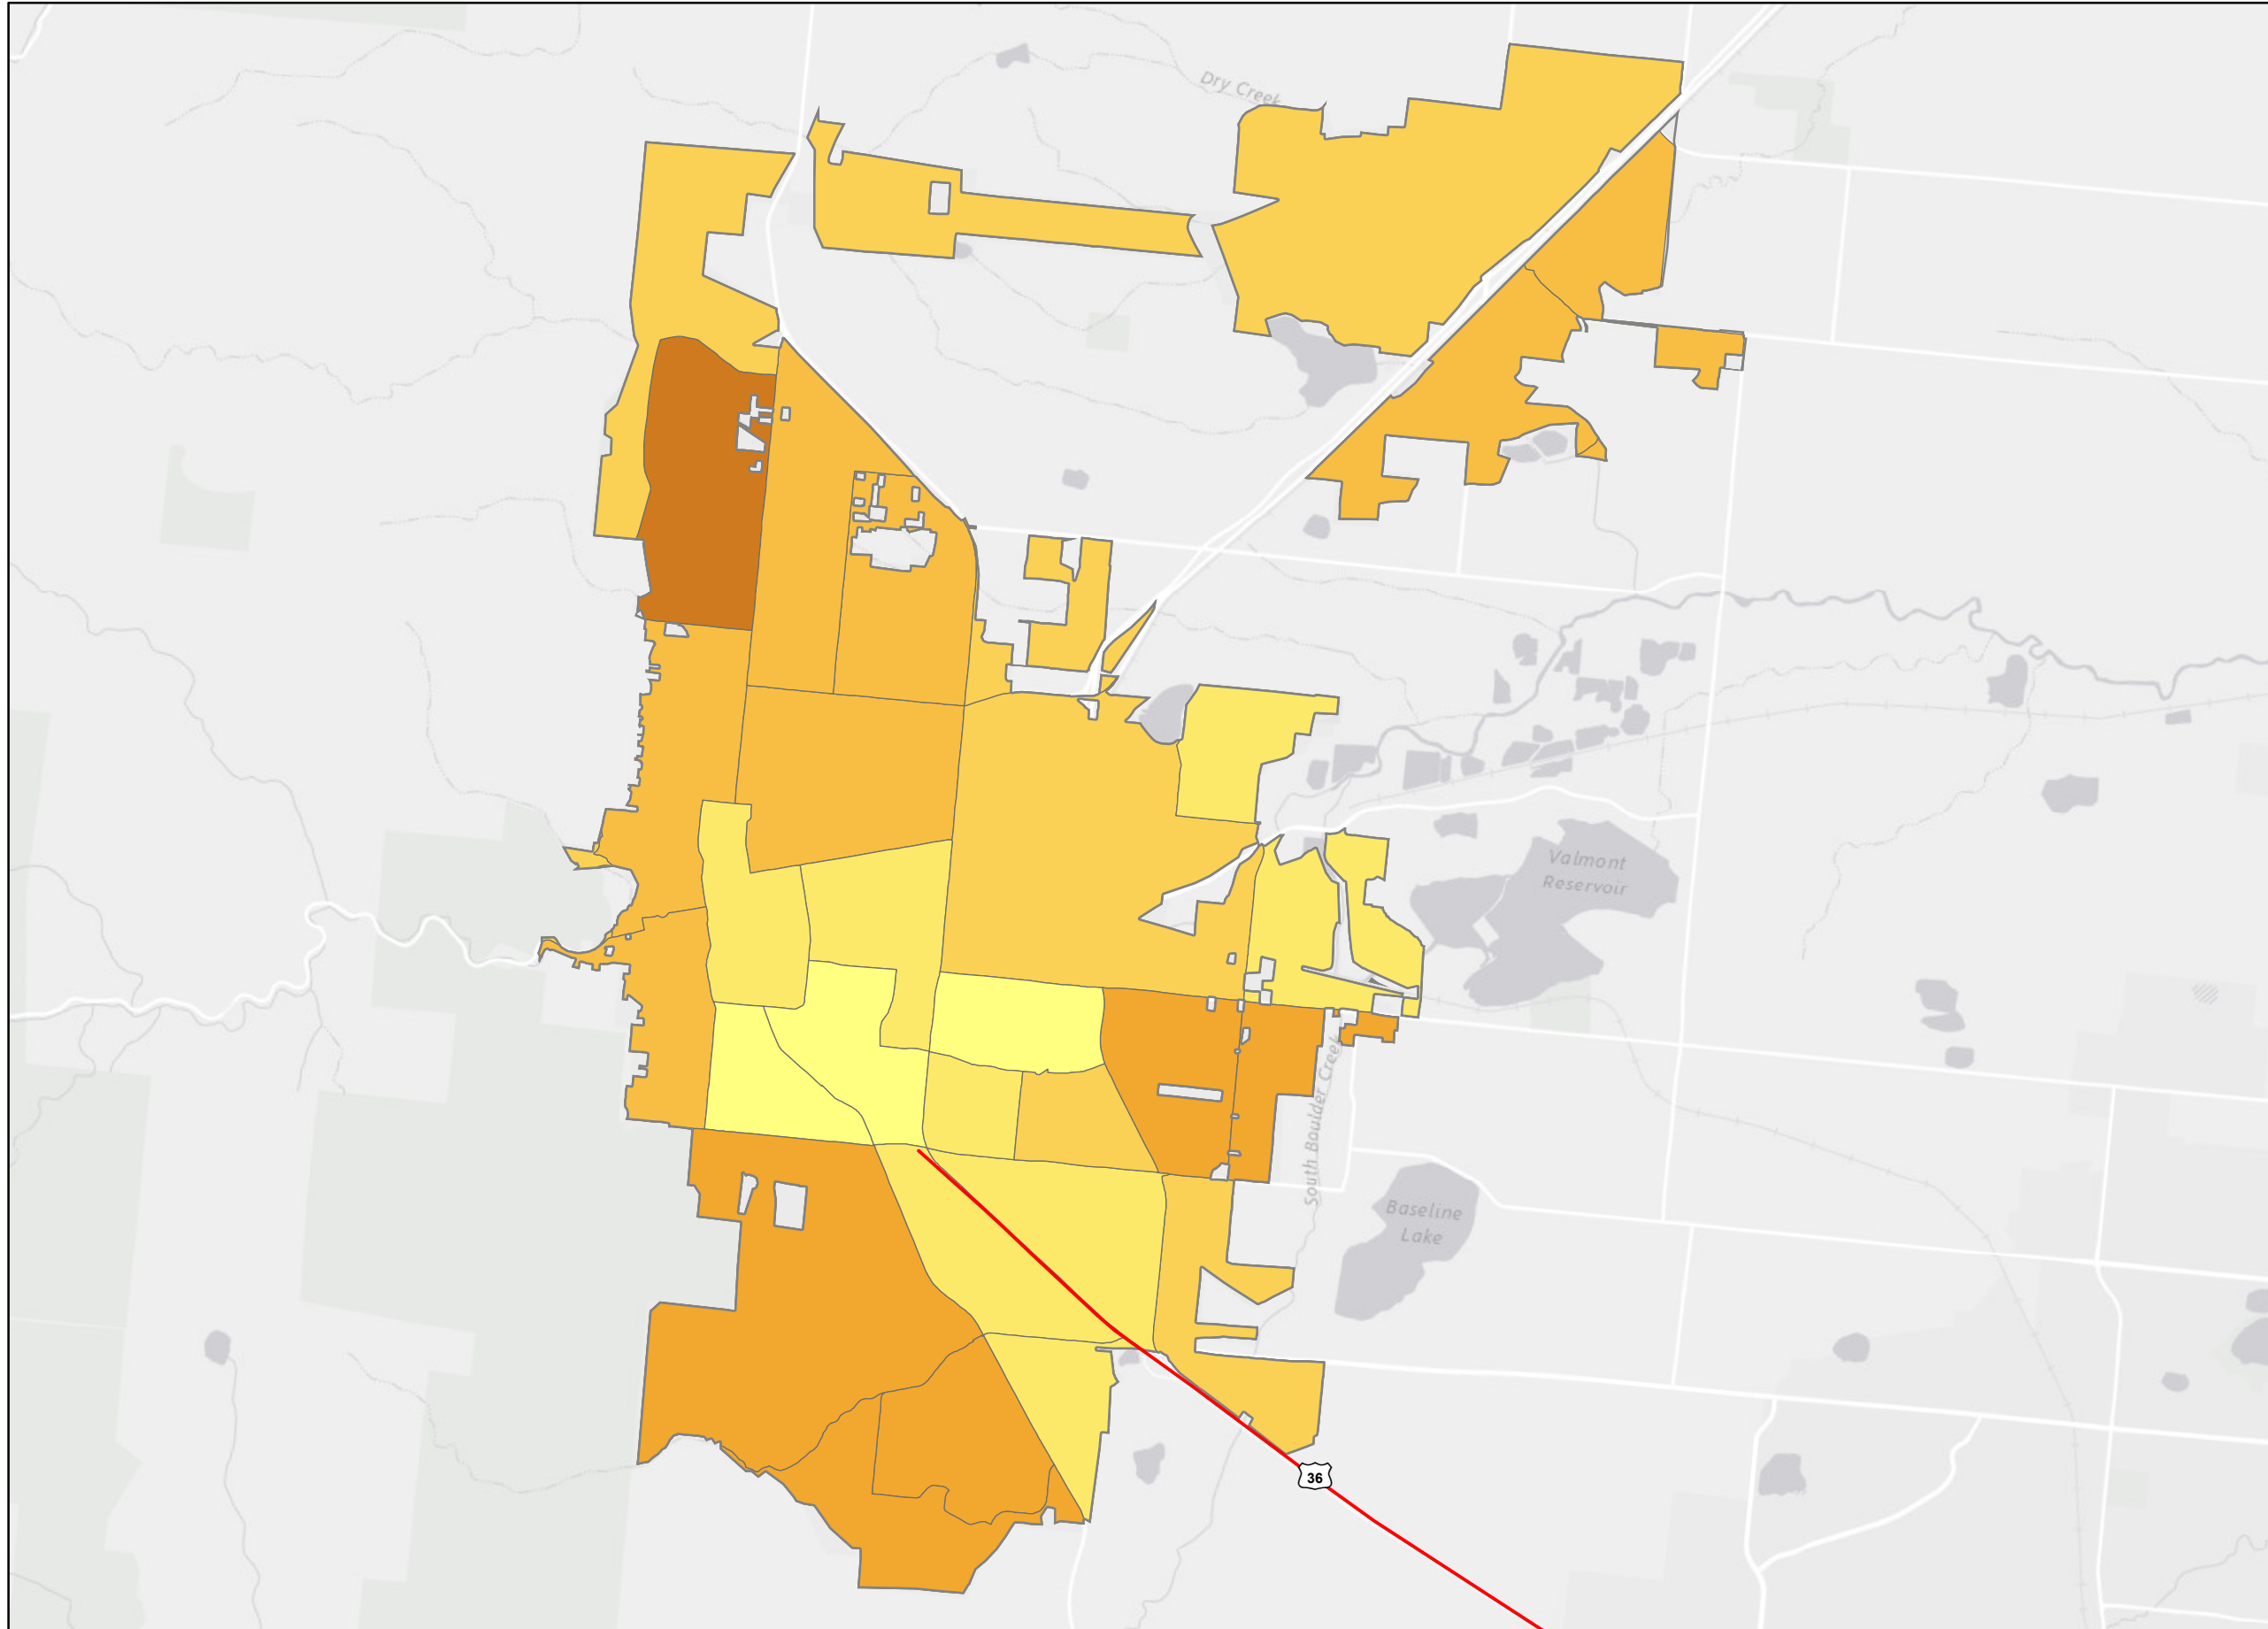 Dry Creek
Valmont
Reservoir
South Boulder Creek
Baseline
Lake
36